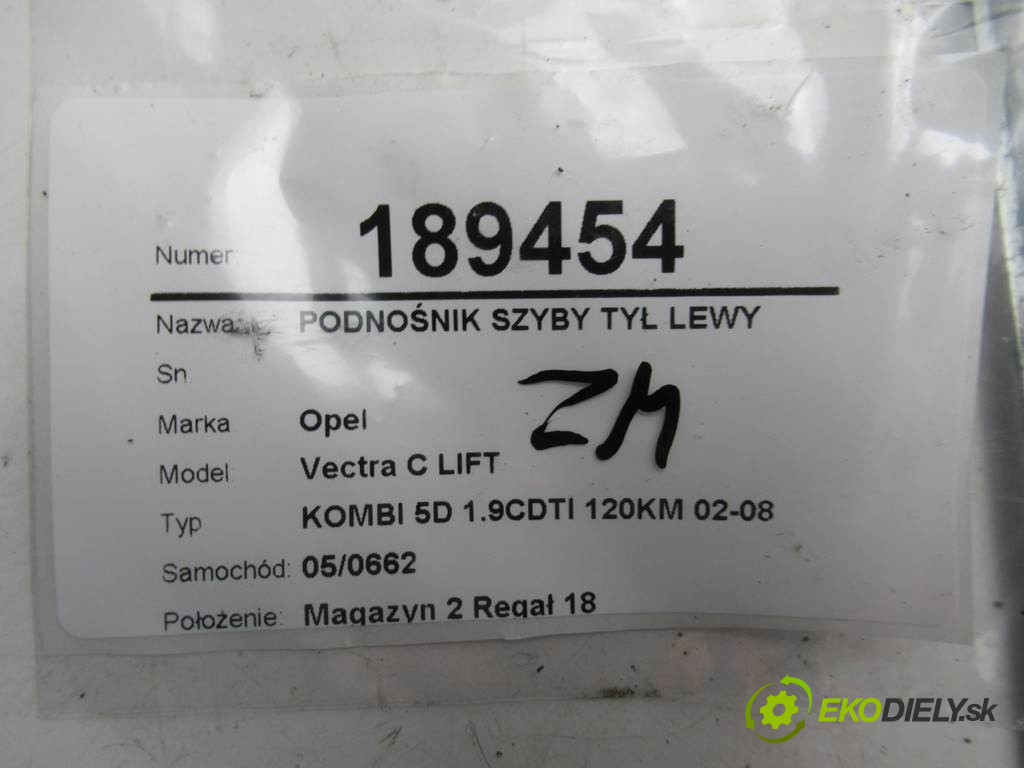 Numer 189454
Nazwa: PODNOŚNIK SZYBY TYŁ LEWY
Sn
Marka Opel
ZM
Model: Vectra C LIFT
Typ KOMBI 5D 1.9CDTI 120KM 02-08
Samochód: 05/0662
Położenie: Magazyn 2 Regał 18
EKODIELY.sk